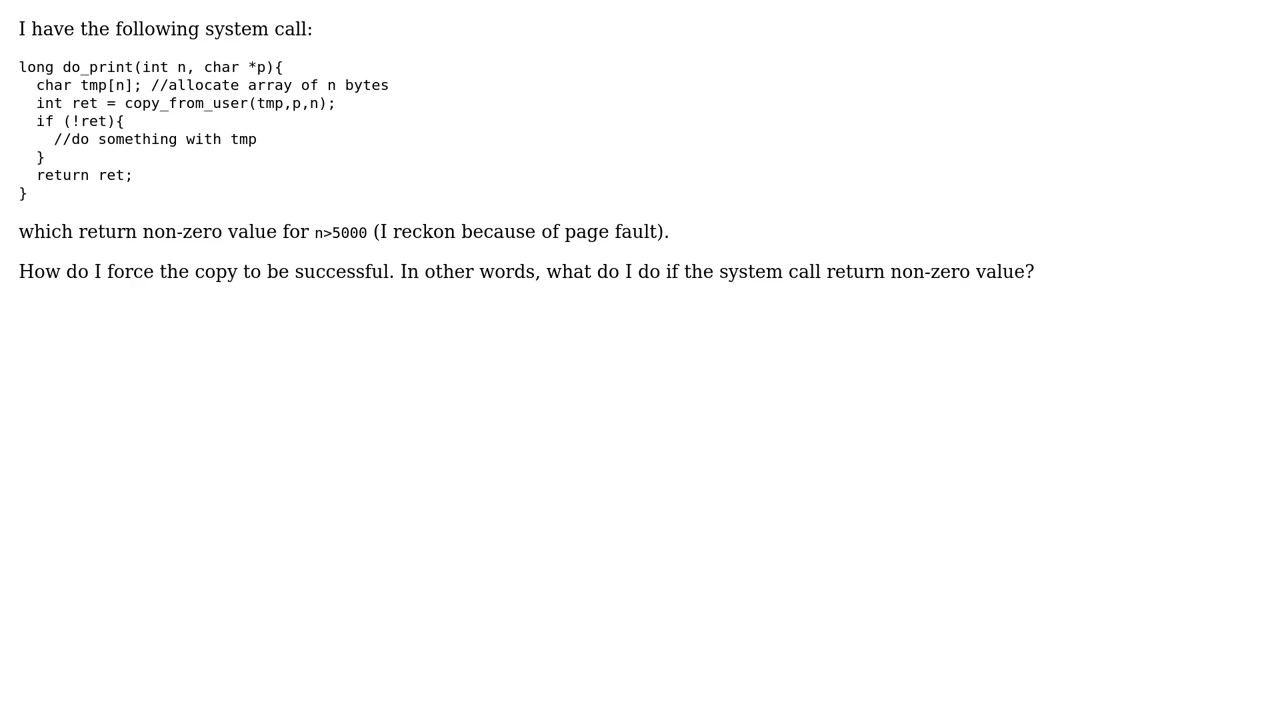 I have the following system call:
long do_print(int n, char *p){
  char tmp[n]; //allocate array of n bytes
  int ret = copy_from_user(tmp,p,n);
  if (!ret){
    //do something with tmp
  }
  return ret;
}
which return non-zero value for n>5000 (I reckon because of page fault).
How do I force the copy to be successful. In other words, what do I do if the system call return non-zero value?